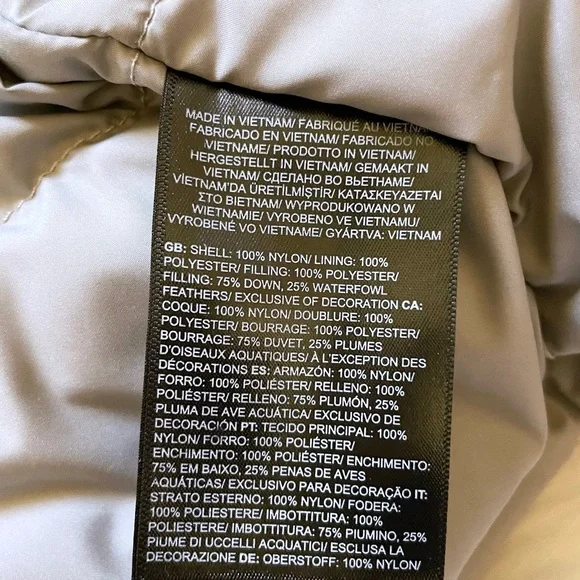 MADE IN VIETNAM/ FABRIQUÉ AU VIETNAM/
FABRICADO EN VIETNAM/ FABRICADO NO
VIETNAME/ PRODOTTO IN VIETNAM/
HERGESTELLT IN VIETNAM/ GEMAAKT IN
VIETNAM/ СДЕЛАНО ВО ВЬЕТНАМЕ/
VİETNAM'DA ÜRETİLMİŞTİR/ ΚΑΤΑΣΚΕΥΑΖΕΤΑΙ
ΣΤΟ ΒΙΕΤΝΑΜ/ WYPRODUKOWANO W
WIETNAMIE/ VYROBENO VE VIETNAMU/
VYROBENÉ VO VIETNAME/ GYÁRTVA: VIETNAM
GB: SHELL: 100% NYLON/ LINING: 100%
POLYESTER/ FILLING: 100% POLYESTER/
FILLING: 75% DOWN, 25% WATERFOWL
FEATHERS/ EXCLUSIVE OF DECORATION CA:
COQUE: 100% NYLON/ DOUBLURE: 100%
POLYESTER/ BOURRAGE: 100% POLYESTER/
BOURRAGE: 75% DUVET, 25% PLUMES
D'OISEAUX AQUATIQUES/ À L'EXCEPTION DES
DÉCORATIONS ES: ARMAZÓN: 100% NYLON/
FORRO: 100% POLIÉSTER/ RELLENO: 100%
POLIÉSTER/ RELLENO: 75% PLUMÓN, 25%
PLUMA DE AVE ACUÁTICA/ EXCLUSIVO DE
DECORACIÓN PT: TECIDO PRINCIPAL: 100%
NYLON/ FORRO: 100% POLIÉSTER/
ENCHIMENTO: 100% POLIÉSTER/ ENCHIMENTO:
75% EM BAIXO, 25% PENAS DE AVES
AQUÁTICAS/ EXCLUSIVO PARA DECORAÇÃO IT:
STRATO ESTERNO: 100% NYLON/ FODERA:
100% POLIESTERE/ IMBOTTITURA: 100%
POLIESTERE/ IMBOTTITURA: 75% PIUMINO, 25%
PIUME DI UCCELLI ACQUATICI/ ESCLUSA LA
DECORAZIONE DE: OBERSTOFF: 100% NYLON/